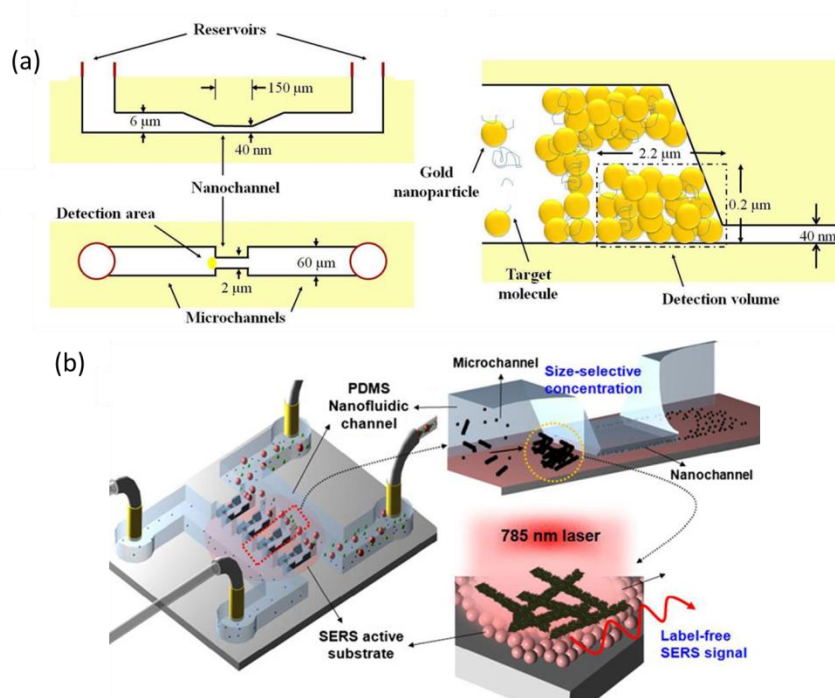 (a)
Reservoirs
150 μm
6 μm
40 nm
Nanochannel
Detection area
60 μm
2 μm
Microchannels
Gold
nanoparticle
2.2 μm
0.2 μm
40 nm
Target
molecule
Detection volume
(b)
PDMS
Nanofluidic
channel
SERS active
substrate
Microchannel
Size-selective
concentration
Nanochannel
785 nm laser
Label-free
SERS signal